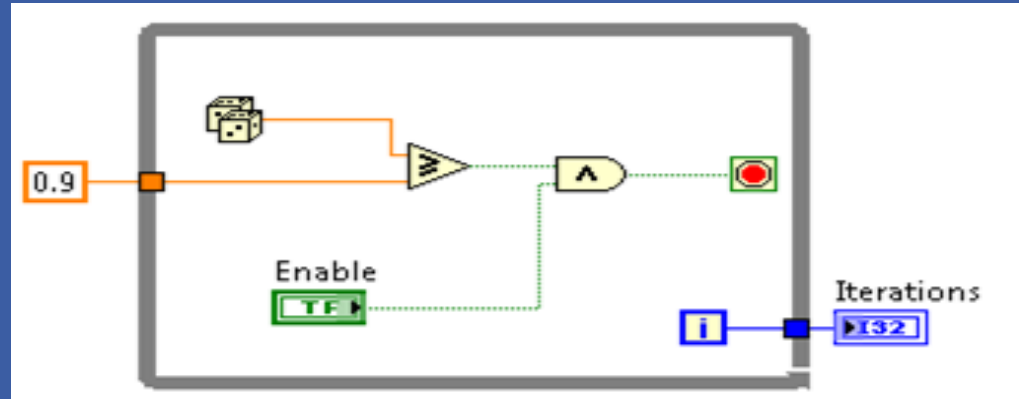 0.9
≥
∧
Enable
TF
i
Iterations
I32